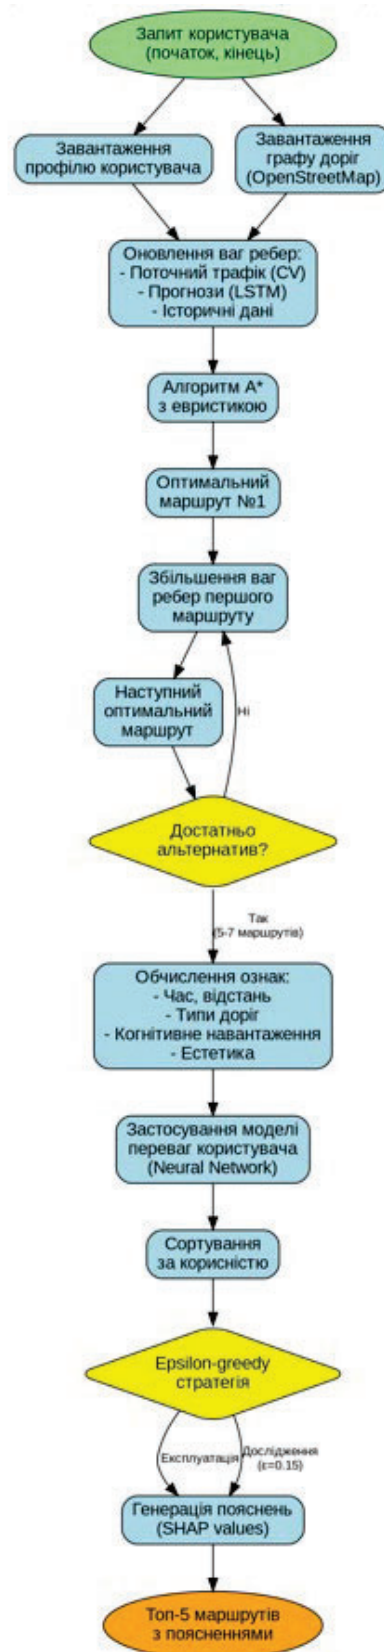 Запит користувача
(початок, кінець)
Завантаження
профілю користувача
Завантаження
графу доріг
(OpenStreetMap)
Оновлення ваг ребер:
- Поточний трафік (CV)
- Прогнози (LSTM)
- Історичні дані
Алгоритм A*
з евристикою
Оптимальний
маршрут №1
Збільшення ваг
ребер першого
маршруту
Наступний
оптимальний
маршрут
Ні
Достатньо
альтернатив?
Так
(5-7 маршрутів)
Обчислення ознак:
- Час, відстань
- Типи доріг
- Когнітивне навантаження
- Естетика
Застосування моделі
переваг користувача
(Neural Network)
Сортування
за корисністю
Epsilon-greedy
стратегія
Експлуатація
Дослідження
(ε=0.15)
Генерація пояснень
(SHAP values)
Топ-5 маршрутів
з поясненнями